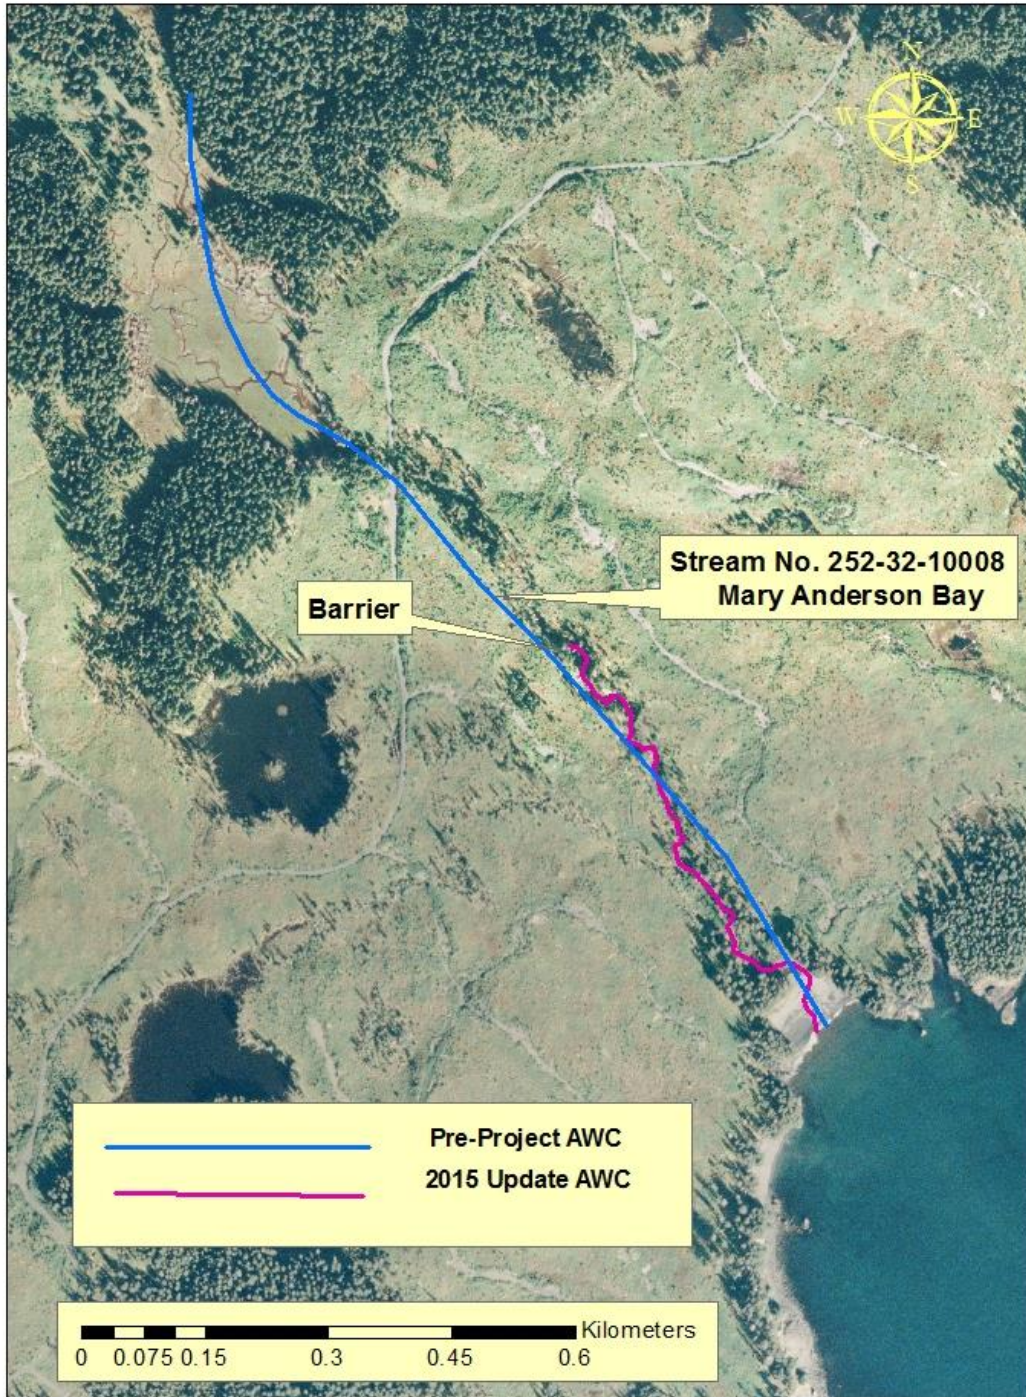 N
W E
S
Stream No. 252-32-10008
Mary Anderson Bay
Barrier
Pre-Project AWC
2015 Update AWC
Kilometers
0 0.075 0.15 0.3 0.45 0.6